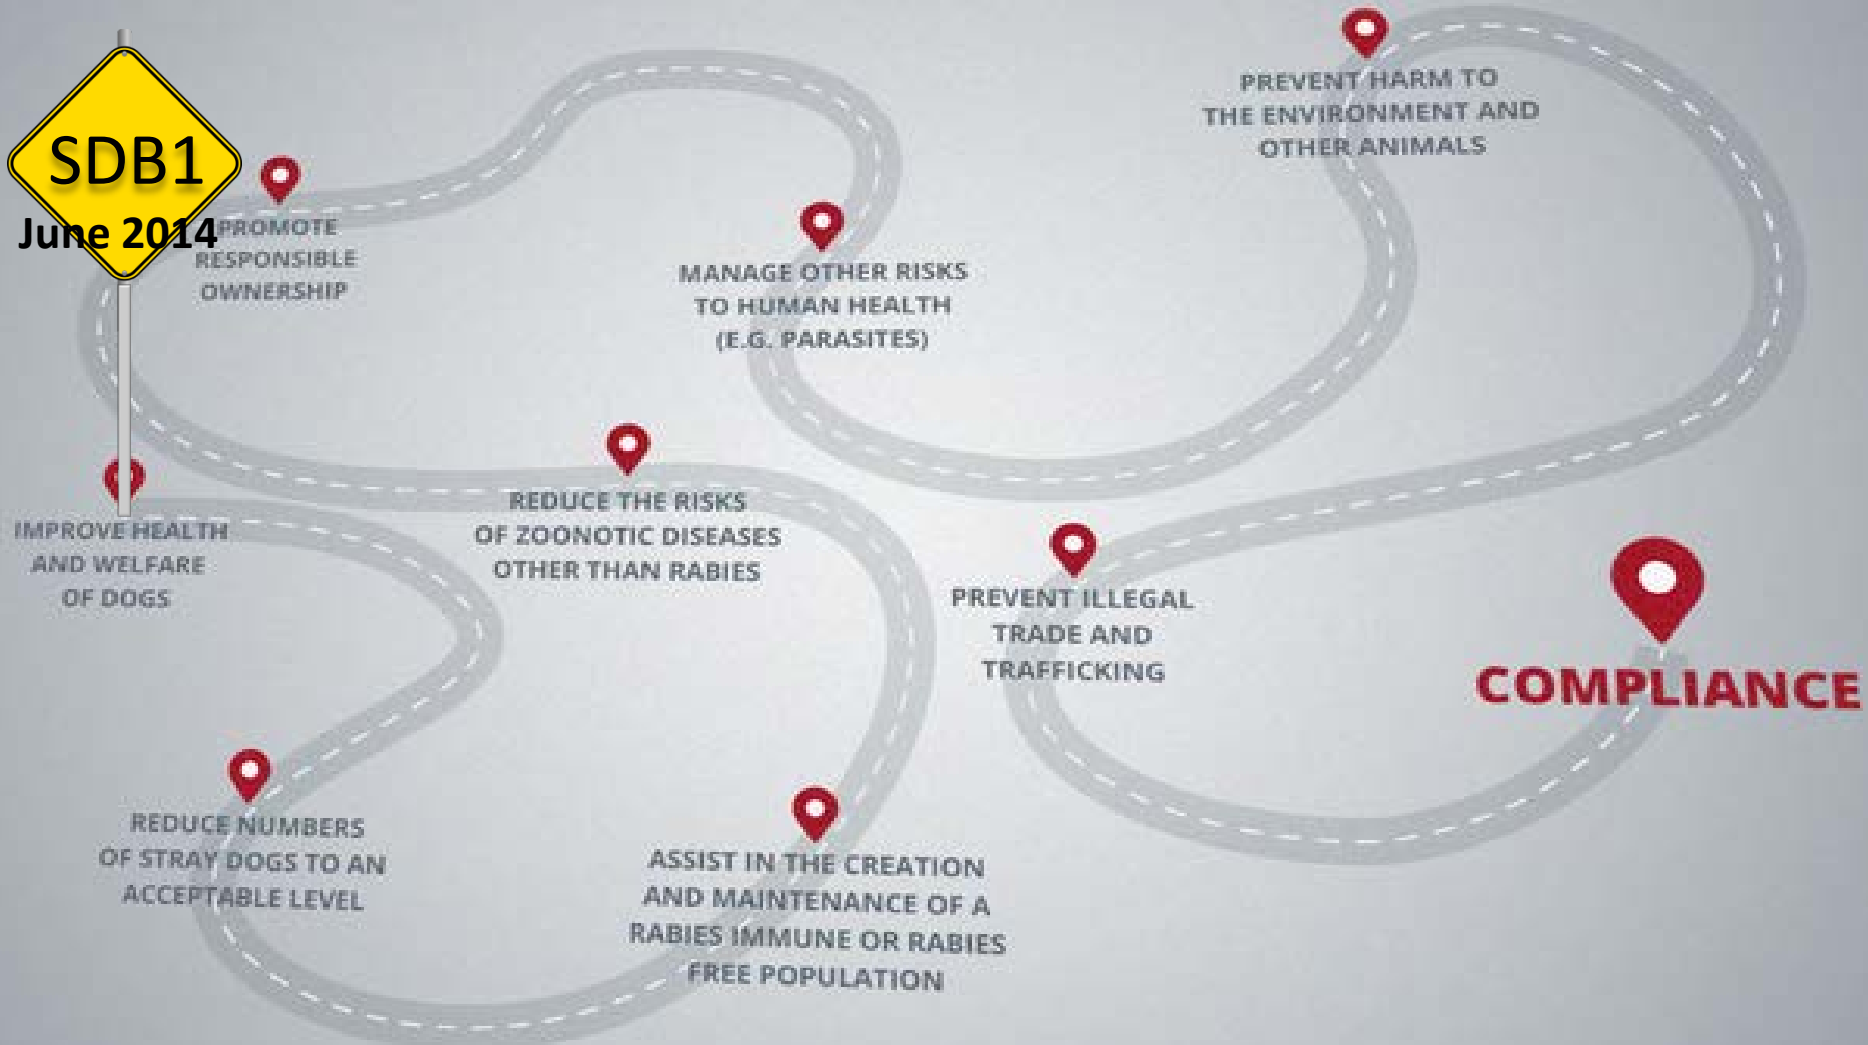 SDB1
June 2014
PROMOTE
RESPONSIBLE
OWNERSHIP
MANAGE OTHER RISKS
TO HUMAN HEALTH
(E.G. PARASITES)
PREVENT HARM TO
THE ENVIRONMENT AND
OTHER ANIMALS
IMPROVE HEALTH
AND WELFARE
OF DOGS
REDUCE THE RISKS
OF ZOONOTIC DISEASES
OTHER THAN RABIES
PREVENT ILLEGAL
TRADE AND
TRAFFICKING
COMPLIANCE
REDUCE NUMBERS
OF STRAY DOGS TO AN
ACCEPTABLE LEVEL
ASSIST IN THE CREATION
AND MAINTENANCE OF A
RABIES IMMUNE OR RABIES
FREE POPULATION